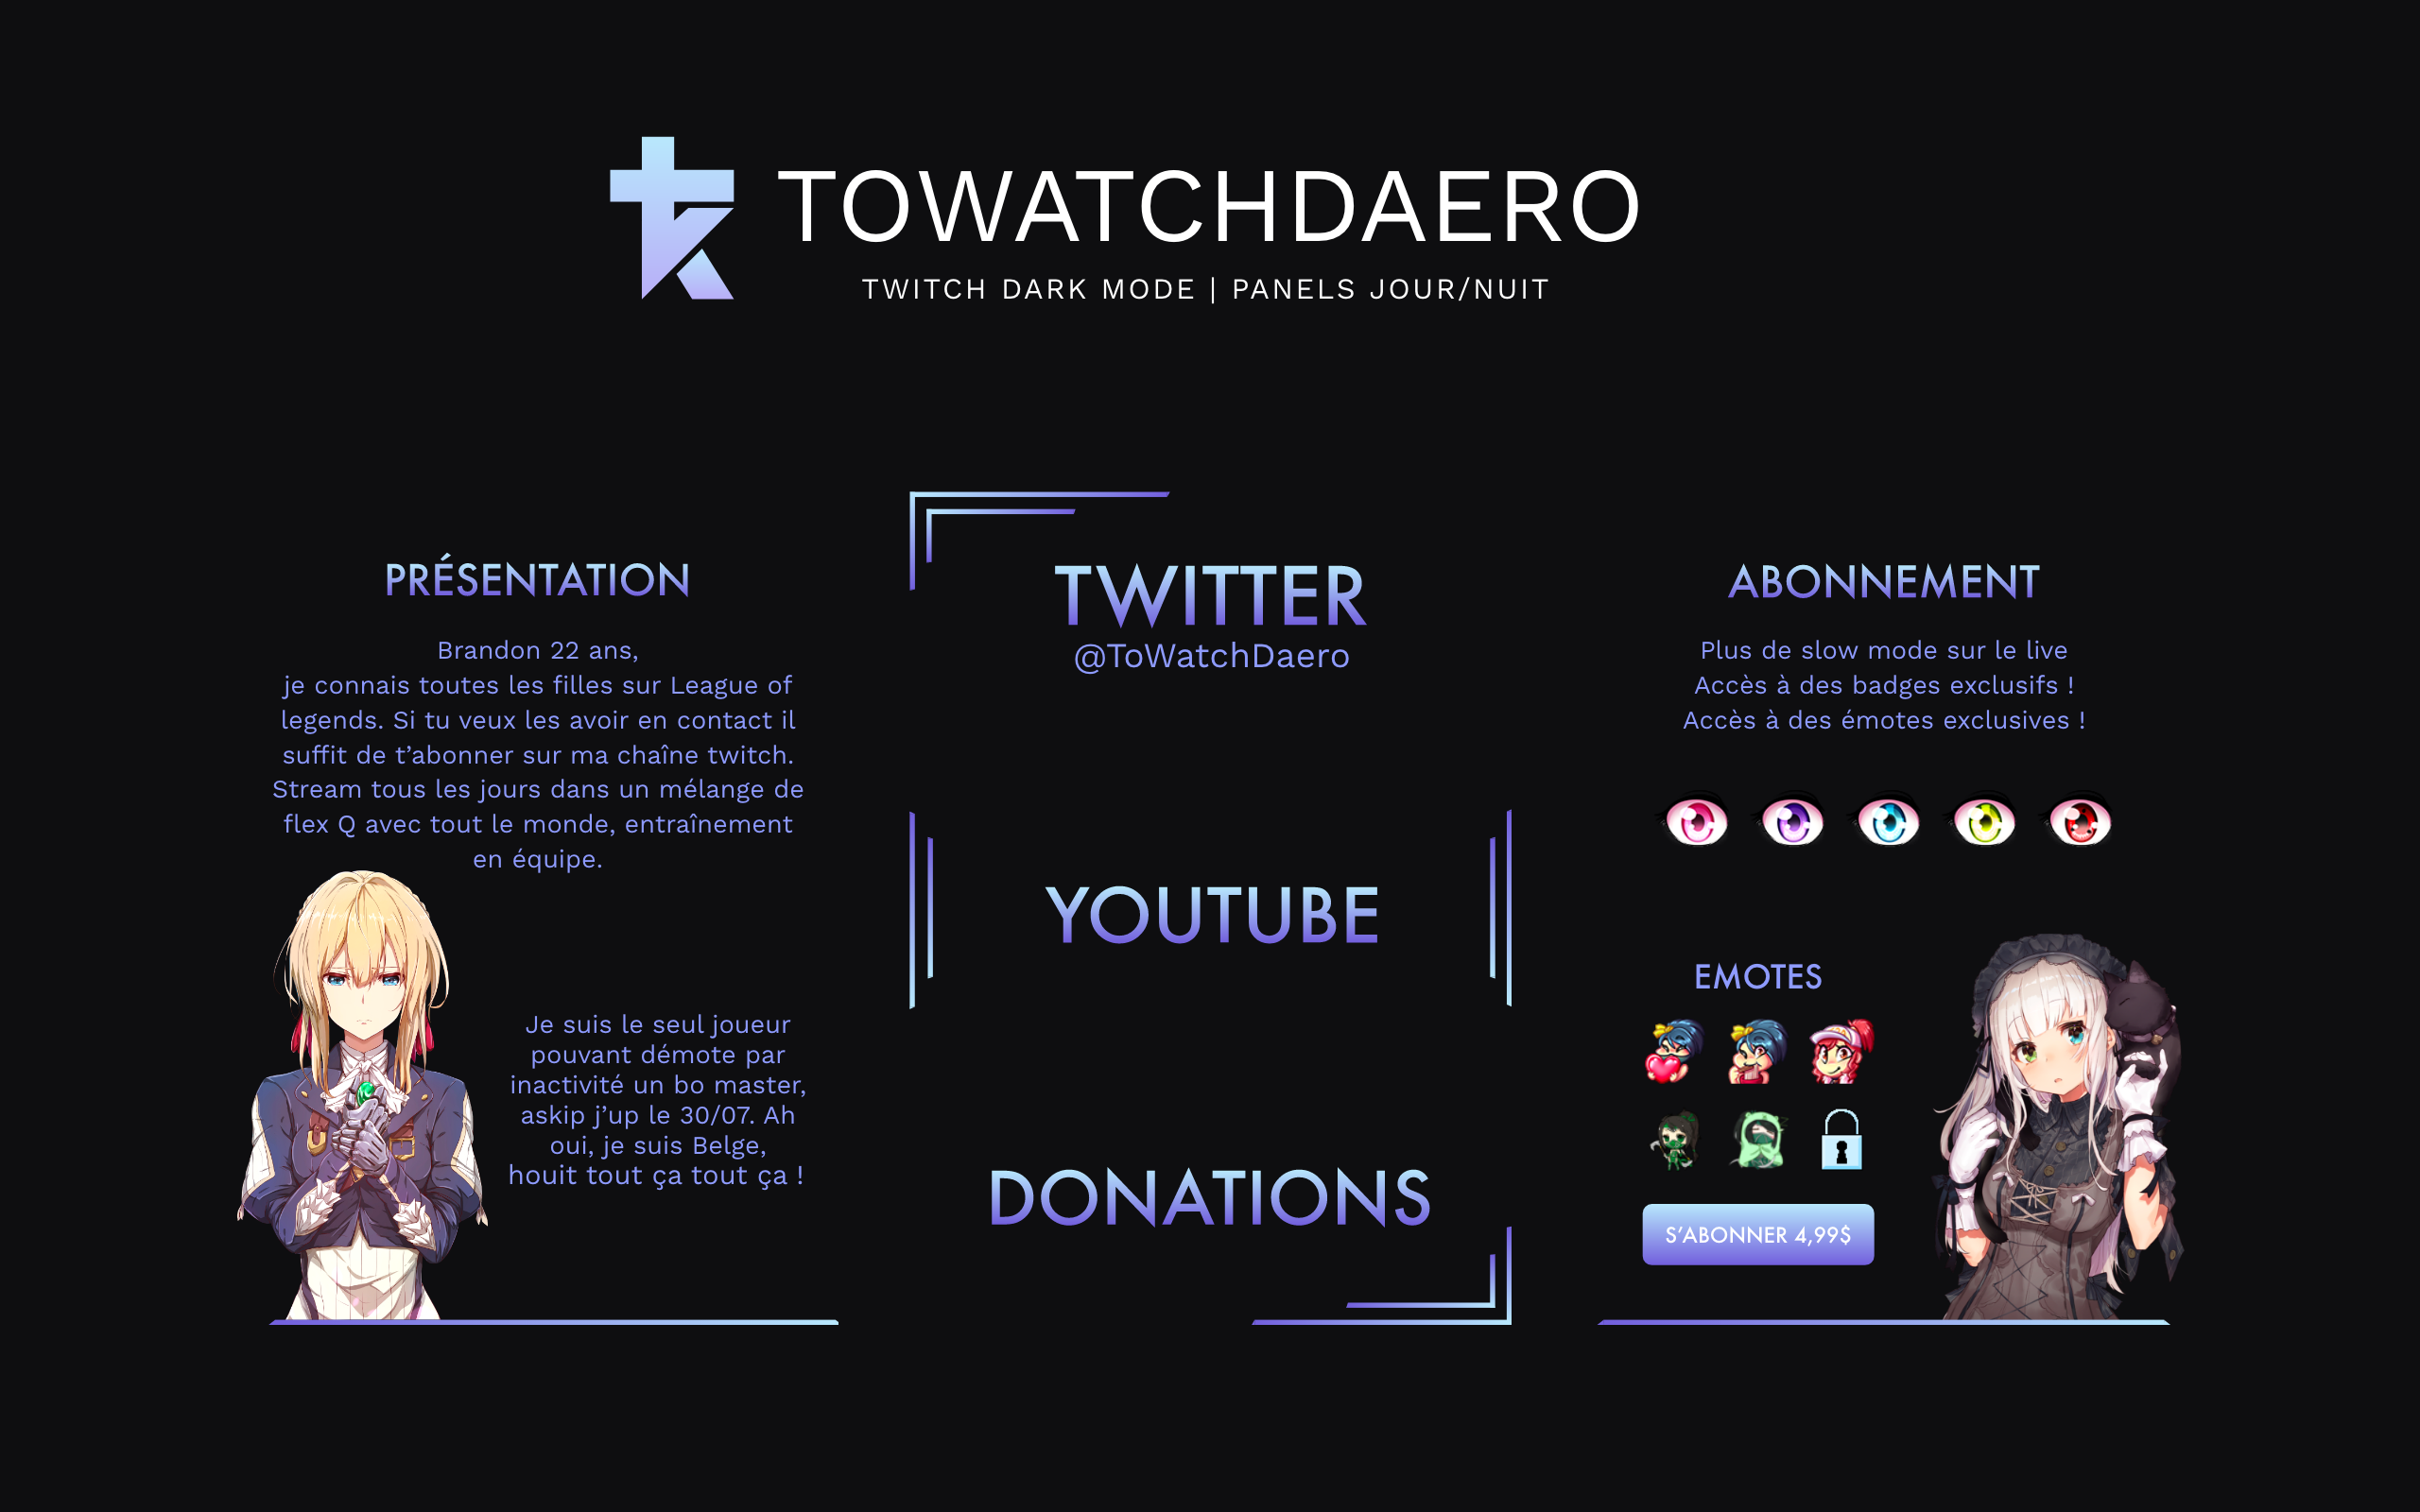 TOWATCHDAERO
TWITCH DARK MODE | PANELS JOUR/NUIT
PRÉSENTATION
Brandon 22 ans,
je connais toutes les filles sur League of
legends. Si tu veux les avoir en contact il
suffit de t’abonner sur ma chaîne twitch.
Stream tous les jours dans un mélange de
flex Q avec tout le monde, entraînement
en équipe.
Je suis le seul joueur
pouvant démote par
inactivité un bo master,
askip j’up le 30/07. Ah
oui, je suis Belge,
houit tout ça tout ça !
TWITTER
@ToWatchDaero
YOUTUBE
DONATIONS
ABONNEMENT
Plus de slow mode sur le live
Accès à des badges exclusifs !
Accès à des émotes exclusives !
EMOTES
S’ABONNER 4,99$